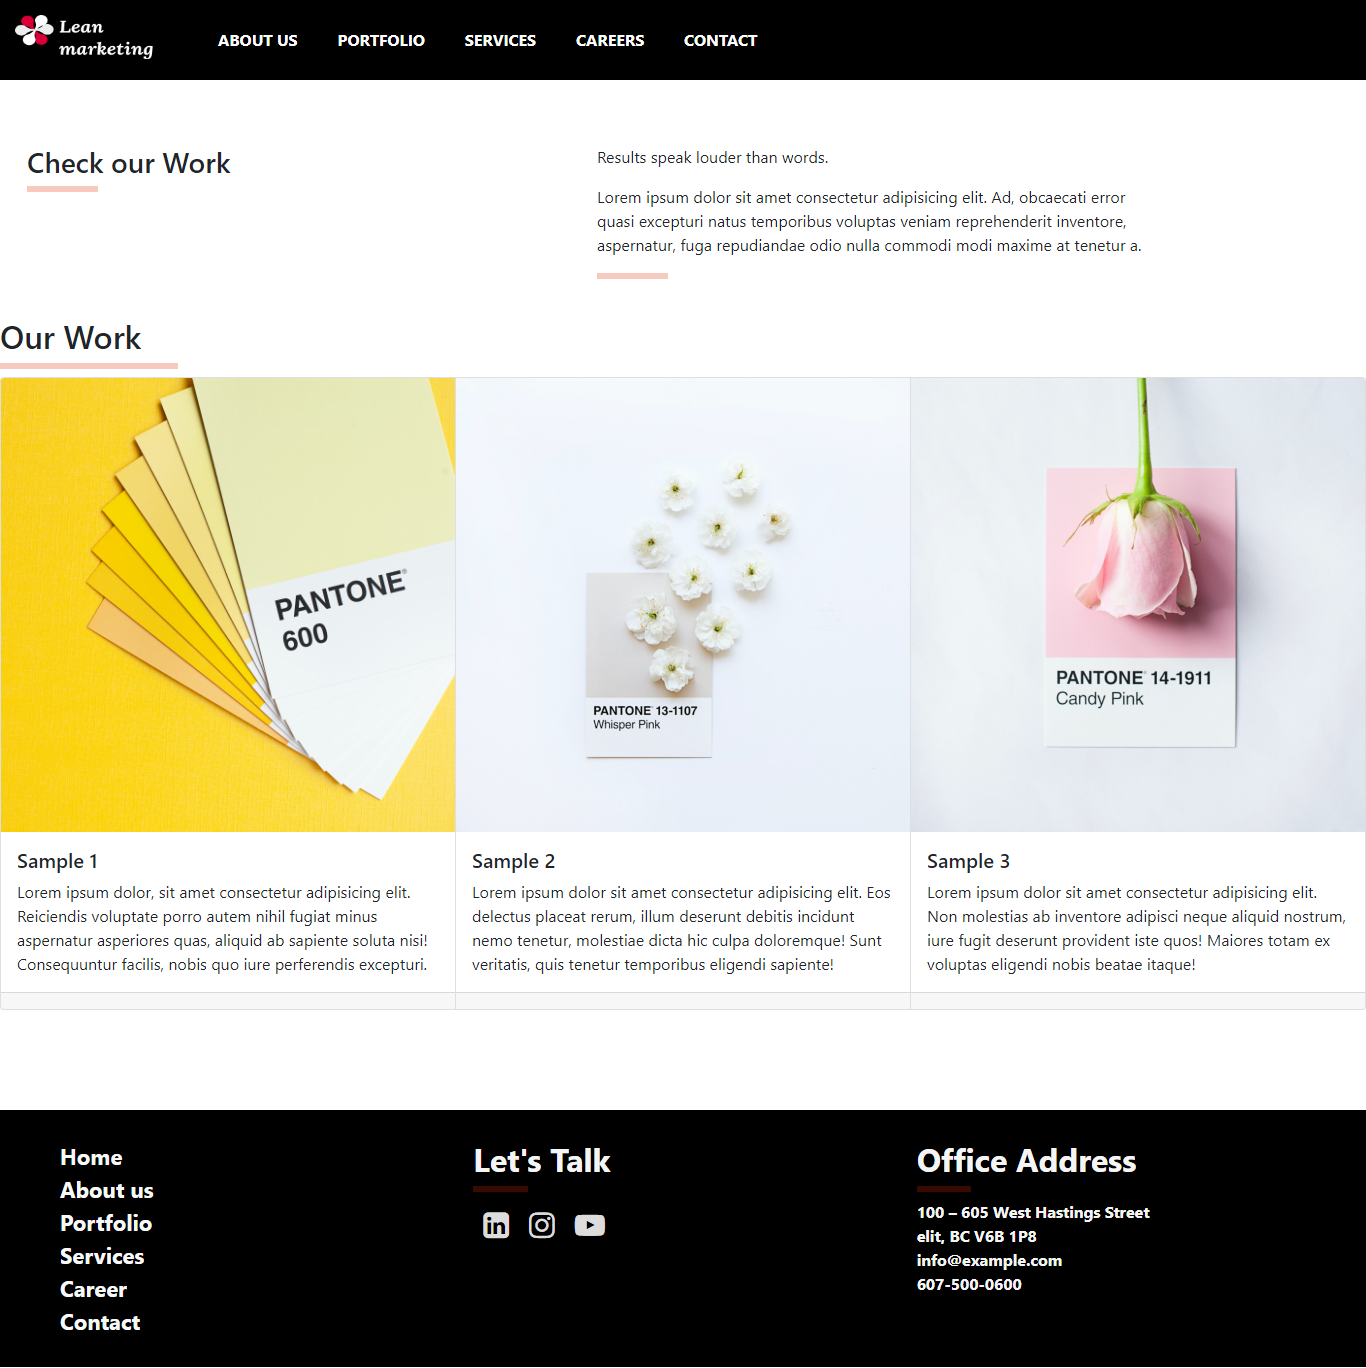 Lean
marketing
ABOUT US
PORTFOLIO
SERVICES
CAREERS
CONTACT
Check our Work
Results speak louder than words.
Lorem ipsum dolor sit amet consectetur adipisicing elit. Ad, obcaecati error
quasi excepturi natus temporibus voluptas veniam reprehenderit inventore,
aspernatur, fuga repudiandae odio nulla commodi modi maxime at tenetur a.
Our Work
PANTONE®
600
PANTONE® 13-1107
Whisper Pink
PANTONE® 14-1911
Candy Pink
Sample 1
Lorem ipsum dolor, sit amet consectetur adipisicing elit.
Reiciendis voluptate porro autem nihil fugiat minus
aspernatur asperiores quas, aliquid ab sapiente soluta nisi!
Consequuntur facilis, nobis quo iure perferendis excepturi.
Sample 2
Lorem ipsum dolor sit amet consectetur adipisicing elit. Eos
delectus placeat rerum, illum deserunt debitis incidunt
nemo tenetur, molestiae dicta hic culpa doloremque! Sunt
veritatis, quis tenetur temporibus eligendi sapiente!
Sample 3
Lorem ipsum dolor sit amet consectetur adipisicing elit.
Non molestias ab inventore adipisci neque aliquid nostrum,
iure fugit deserunt provident iste quos! Maiores totam ex
voluptas eligendi nobis beatae itaque!
Home
About us
Portfolio
Services
Career
Contact
Let's Talk
in
Office Address
100 – 605 West Hastings Street
elit, BC V6B 1P8
info@example.com
607-500-0600